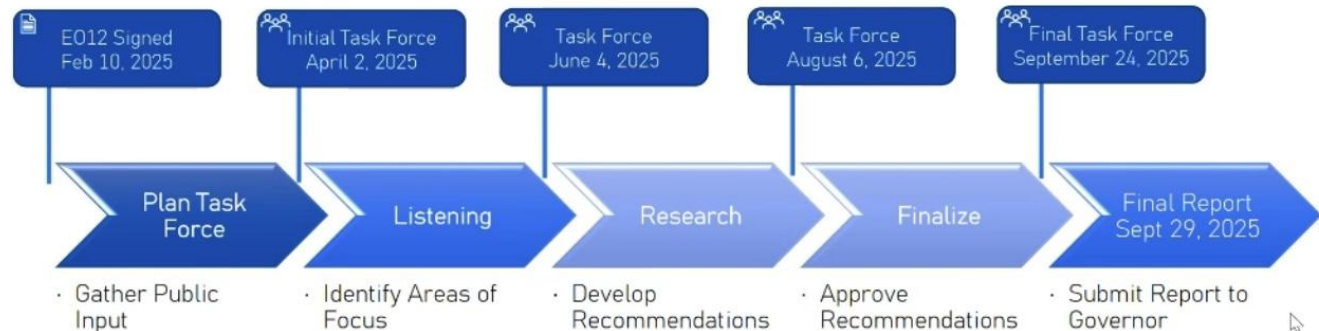 EO12 Signed
Feb 10, 2025
Initial Task Force
April 2, 2025
Task Force
June 4, 2025
Task Force
August 6, 2025
Final Task Force
September 24, 2025
Plan Task
Force
Listening
Research
Finalize
Final Report
Sept 29, 2025
· Gather Public
Input
· Identify Areas of
Focus
· Develop
Recommendations
· Approve
Recommendations
· Submit Report to
Governor